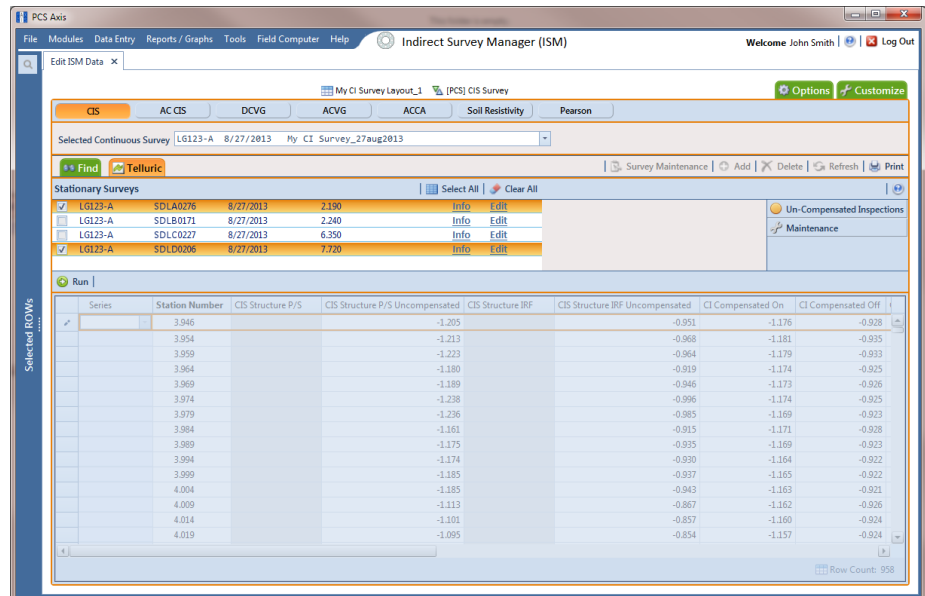 PCS Axis
File Modules Data Entry Reports / Graphs Tools Field Computer Help Indirect Survey Manager (ISM) Welcome John Smith Log Out
Edit ISM Data ×
My CI Survey Layout_1 [PCS] CIS Survey Options Customize
CIS AC CIS DCVG ACVG ACCA Soil Resistivity Pearson
Selected Continuous Survey LG123-A 8/27/2013 My CI Survey_27aug2013
Find Telluric Survey Maintenance Add Delete Refresh Print
Stationary Surveys Select All Clear All
LG123-A SDLA0276 8/27/2013 2.190 Info Edit Un-Compensated Inspections
LG123-A SDLB0171 8/27/2013 2.240 Info Edit Maintenance
LG123-A SDLC0227 8/27/2013 6.350 Info Edit
LG123-A SDLD0206 8/27/2013 7.720 Info Edit
Run
Selected ROWs
Series Station Number CIS Structure P/S CIS Structure P/S Uncompensated CIS Structure IRF CIS Structure IRF Uncompensated CI Compensated On CI Compensated Off
3.946 -1.205 -0.951 -1.176 -0.928
3.954 -1.213 -0.968 -1.181 -0.935
3.959 -1.223 -0.964 -1.179 -0.933
3.964 -1.180 -0.919 -1.174 -0.925
3.969 -1.189 -0.946 -1.173 -0.926
3.974 -1.238 -0.996 -1.174 -0.925
3.979 -1.236 -0.985 -1.169 -0.923
3.984 -1.161 -0.915 -1.171 -0.928
3.989 -1.175 -0.935 -1.169 -0.923
3.994 -1.174 -0.930 -1.164 -0.922
3.999 -1.185 -0.937 -1.165 -0.922
4.004 -1.185 -0.943 -1.163 -0.921
4.009 -1.113 -0.867 -1.162 -0.926
4.014 -1.101 -0.857 -1.160 -0.924
4.019 -1.095 -0.854 -1.157 -0.924
Row Count: 958